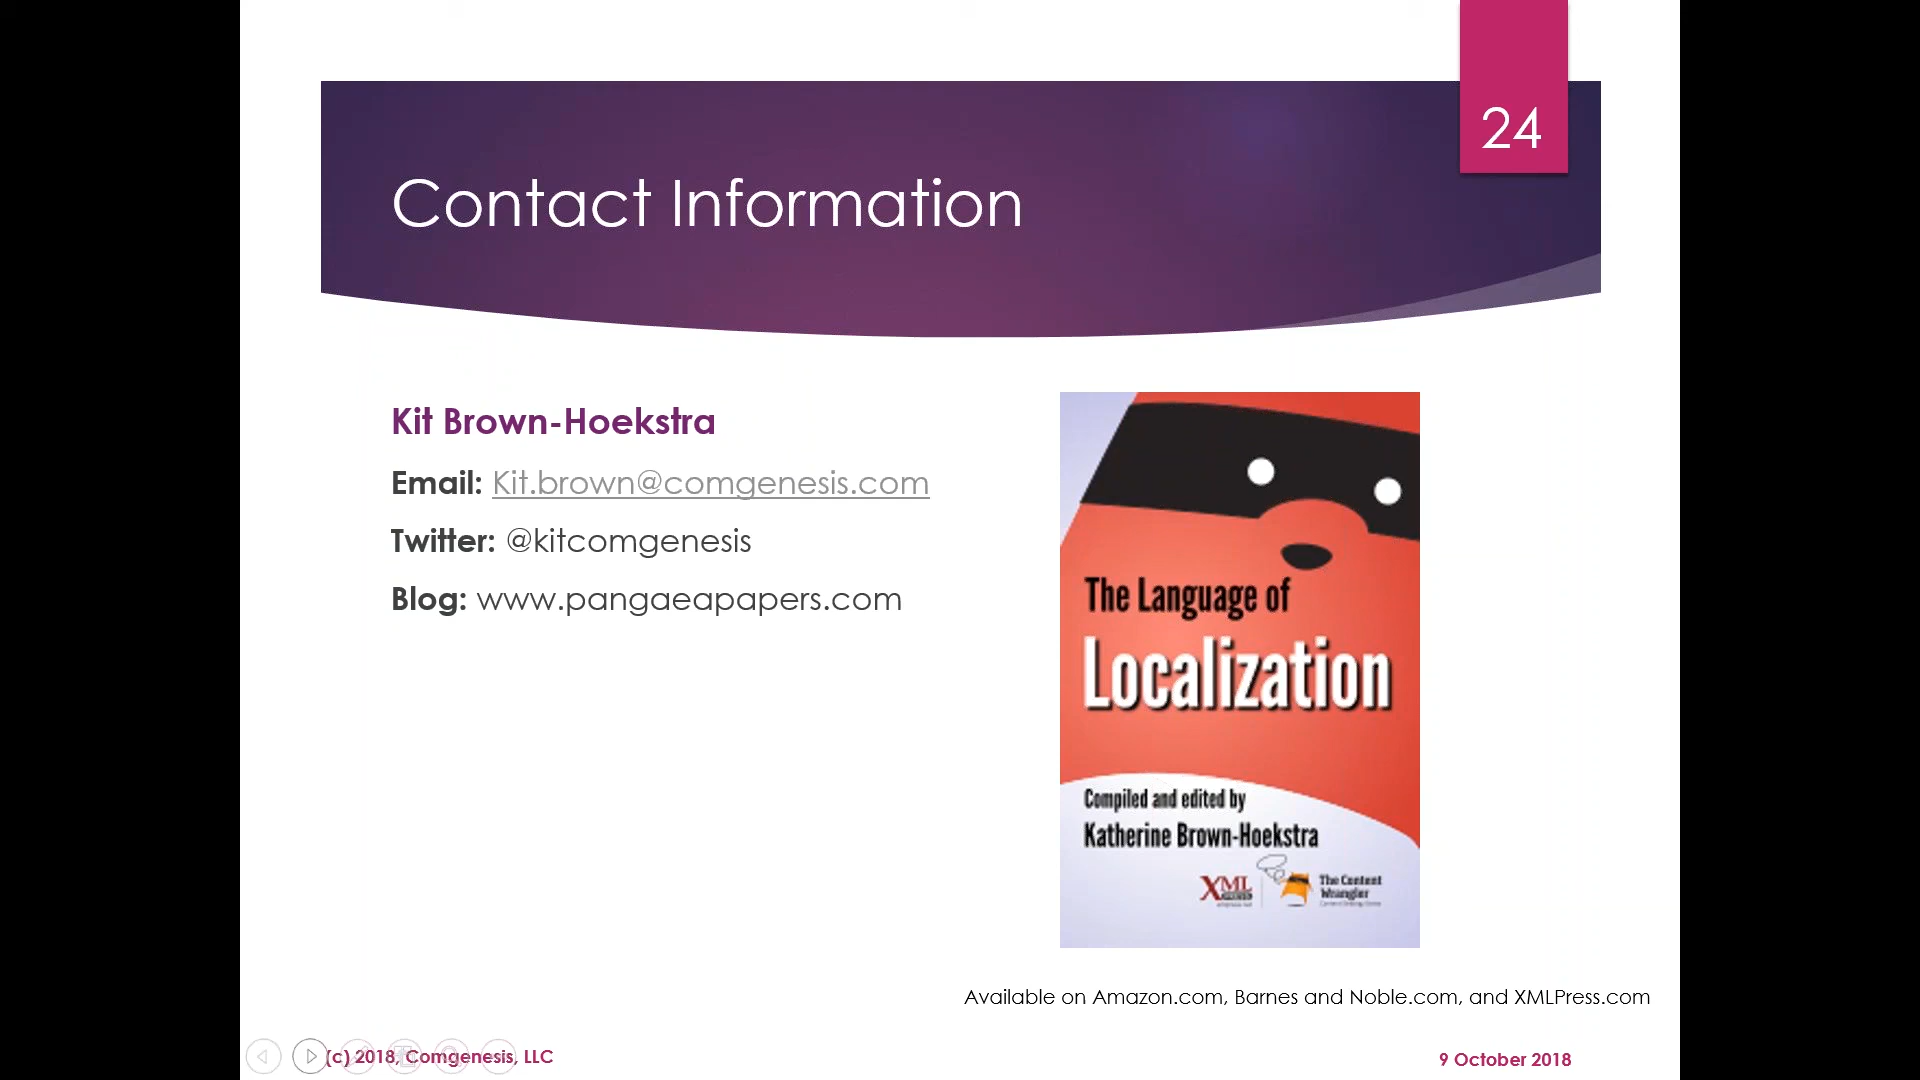 24
Contact Information
Kit Brown-Hoekstra
Email: Kit.brown@comgenesis.com
Twitter: @kitcomgenesis
Blog: www.pangaeapapers.com
The Language of
Localization
Compiled and edited by
Katherine Brown-Hoekstra
XML
PRESS
The Content
Wrangler
Available on Amazon.com, Barnes and Noble.com, and XMLPress.com
(c) 2018, Comgenesis, LLC
9 October 2018